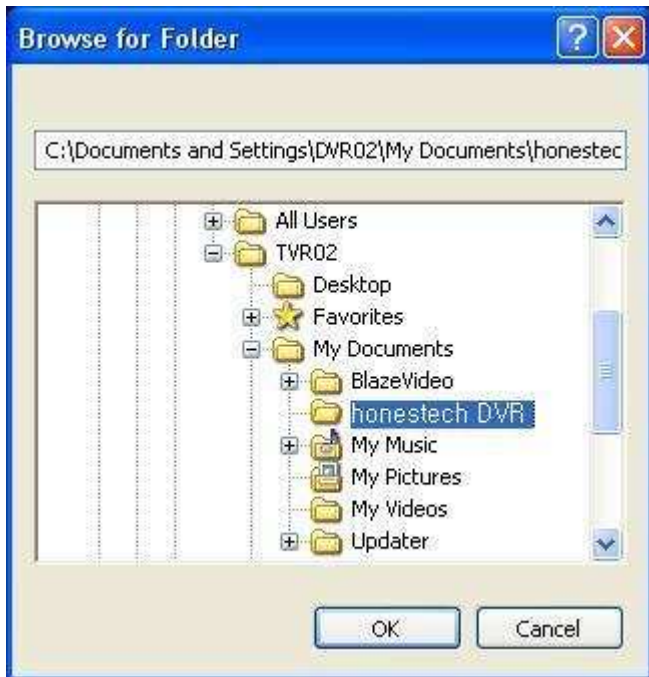 Browse for Folder
C:\Documents and Settings\DVR02\My Documents\honestec
All Users
TVR02
Desktop
Favorites
My Documents
BlazeVideo
honestech DVR
My Music
My Pictures
My Videos
Updater
OK Cancel